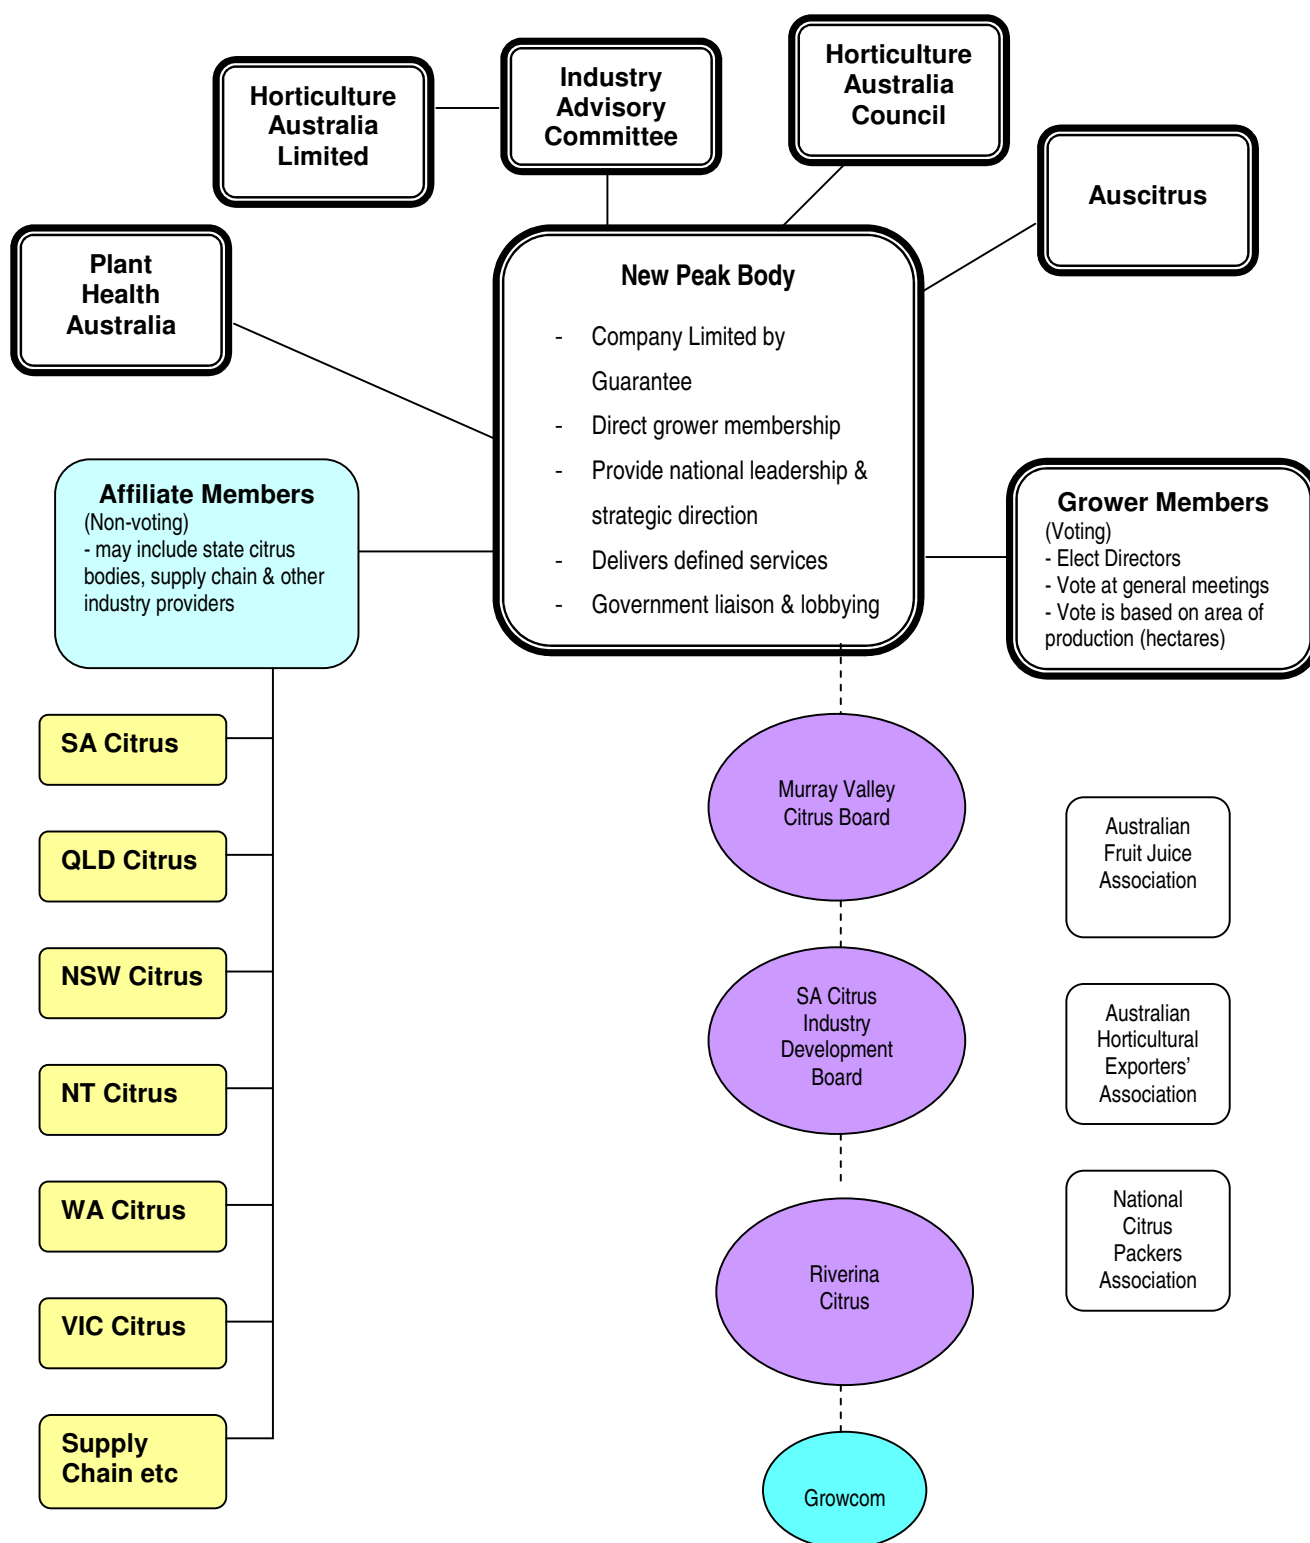 Horticulture
Australia
Limited
Industry
Advisory
Committee
Horticulture
Australia
Council
Auscitrus
Plant
Health
Australia
New Peak Body
- Company Limited by
Guarantee
- Direct grower membership
- Provide national leadership &
strategic direction
- Delivers defined services
- Government liaison & lobbying
Affiliate Members
(Non-voting)
- may include state citrus
bodies, supply chain & other
industry providers
Grower Members
(Voting)
- Elect Directors
- Vote at general meetings
- Vote is based on area of
production (hectares)
SA Citrus
QLD Citrus
NSW Citrus
NT Citrus
WA Citrus
VIC Citrus
Supply
Chain etc
Murray Valley
Citrus Board
SA Citrus
Industry
Development
Board
Riverina
Citrus
Growcom
Australian
Fruit Juice
Association
Australian
Horticultural
Exporters’
Association
National
Citrus
Packers
Association